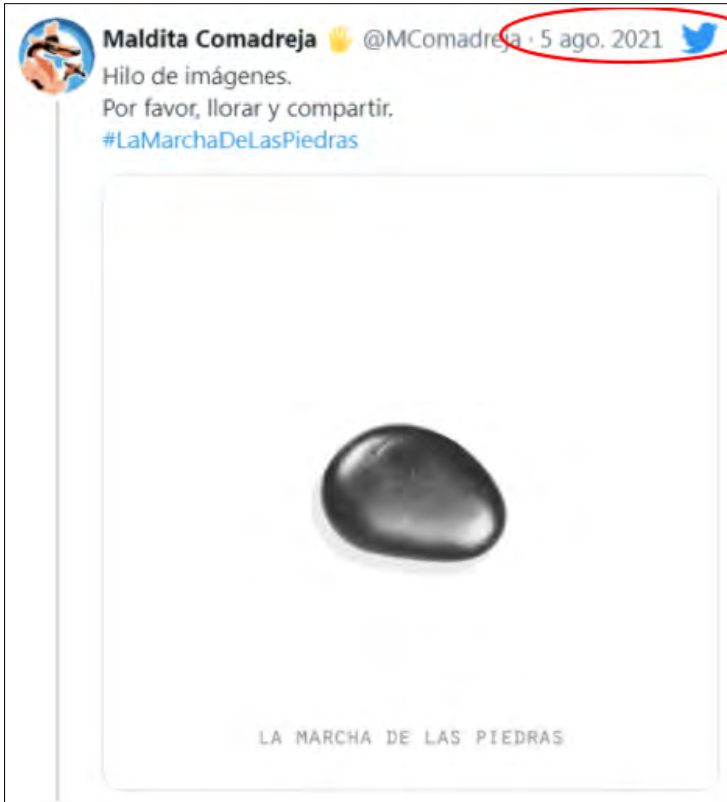 Maldita Comadreja 🖐 @MComadreja · 5 ago. 2021
Hilo de imágenes.
Por favor, llorar y compartir.
#LaMarchaDeLasPiedras
LA MARCHA DE LAS PIEDRAS